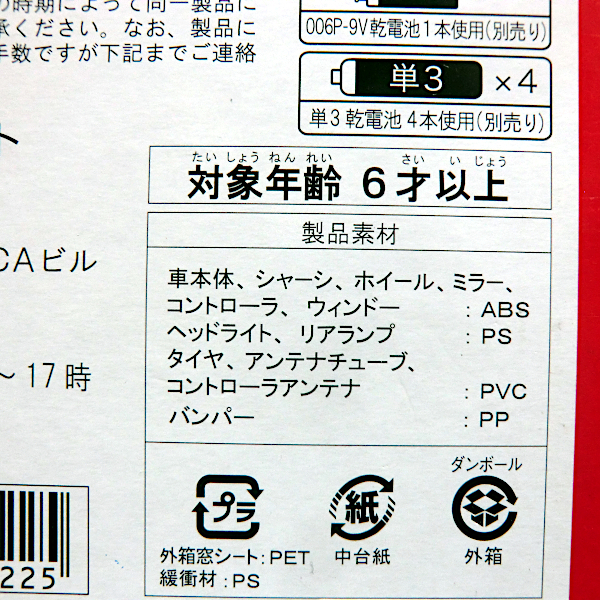 の時期によって同一製品に
承ください。なお、製品に
手数ですが下記までご連絡
006P-9V乾電池1本使用(別売り)
単3 ×4
単3乾電池4本使用(別売り)
ト
たいしょうねんれい さいいじょう
対象年齢 6才以上
CAビル
～17時
製品素材
車本体、シャーシ、ホイール、ミラー、
コントローラ、ウィンドー : ABS
ヘッドライト、リアランプ : PS
タイヤ、アンテナチューブ、
コントローラアンテナ : PVC
バンパー : PP
プラ
紙
ダンボール
外箱窓シート:PET
緩衝材:PS
中台紙
外箱
225